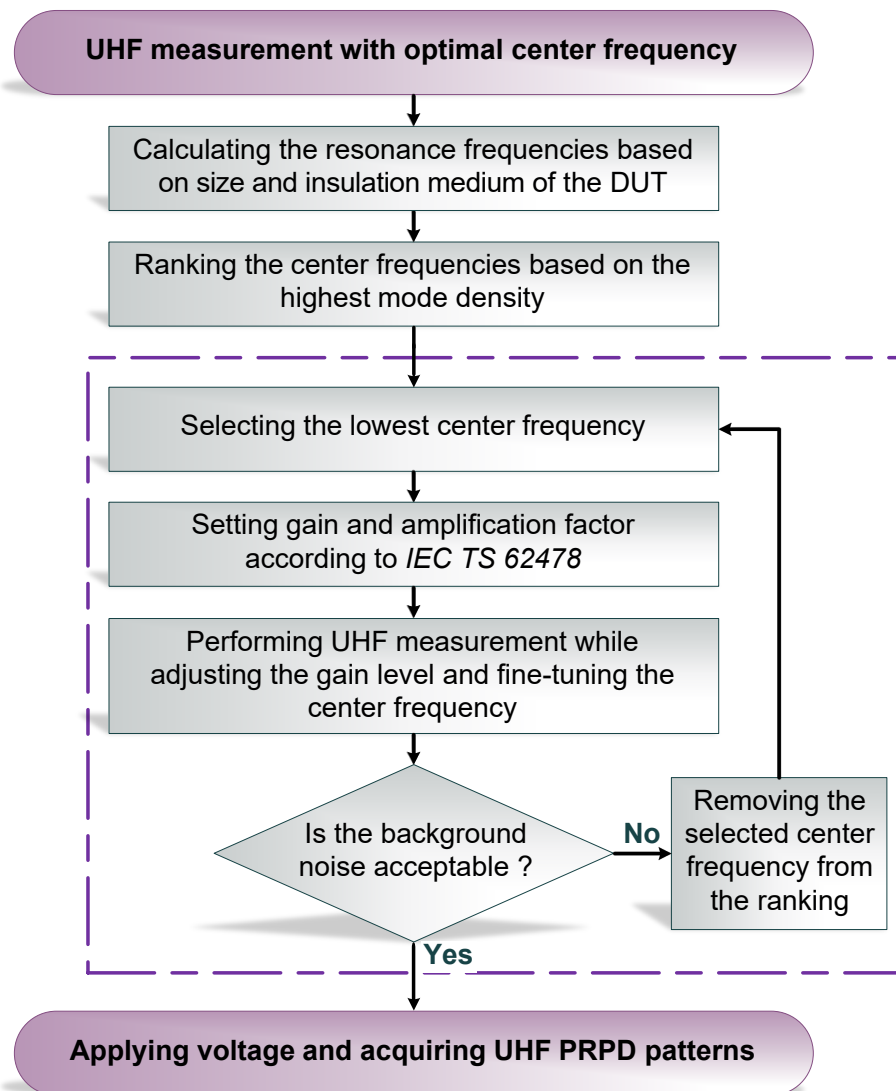 UHF measurement with optimal center frequency
Calculating the resonance frequencies based
on size and insulation medium of the DUT
Ranking the center frequencies based on the
highest mode density
Selecting the lowest center frequency
Setting gain and amplification factor
according to IEC TS 62478
Performing UHF measurement while
adjusting the gain level and fine-tuning the
center frequency
Is the background
noise acceptable ?
No
Removing the
selected center
frequency from
the ranking
Yes
Applying voltage and acquiring UHF PRPD patterns